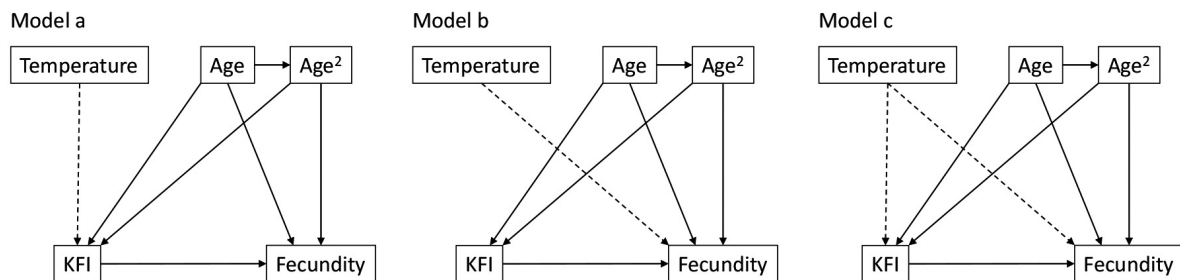 Model a
Temperature
Age
Age²
KFI
Fecundity
Model b
Temperature
Age
Age²
KFI
Fecundity
Model c
Temperature
Age
Age²
KFI
Fecundity